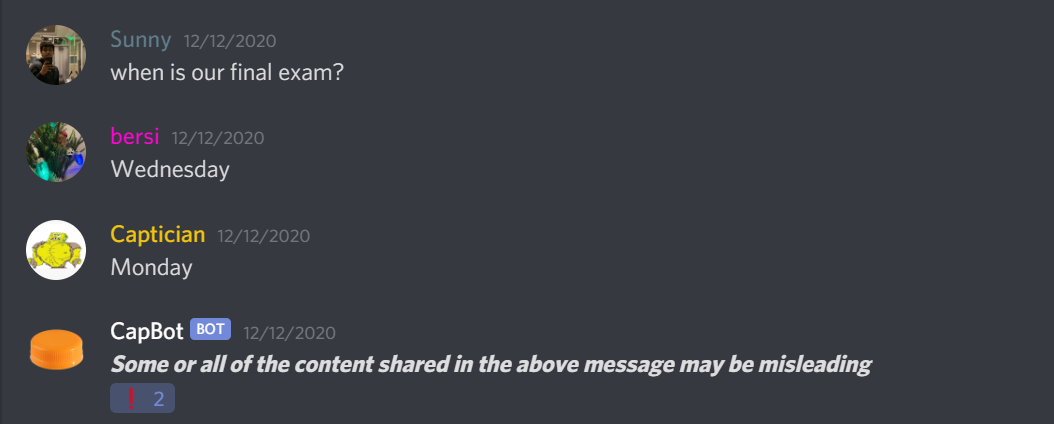 Sunny 12/12/2020
when is our final exam?
bersi 12/12/2020
Wednesday
Captician 12/12/2020
Monday
CapBot BOT 12/12/2020
Some or all of the content shared in the above message may be misleading
❗ 2